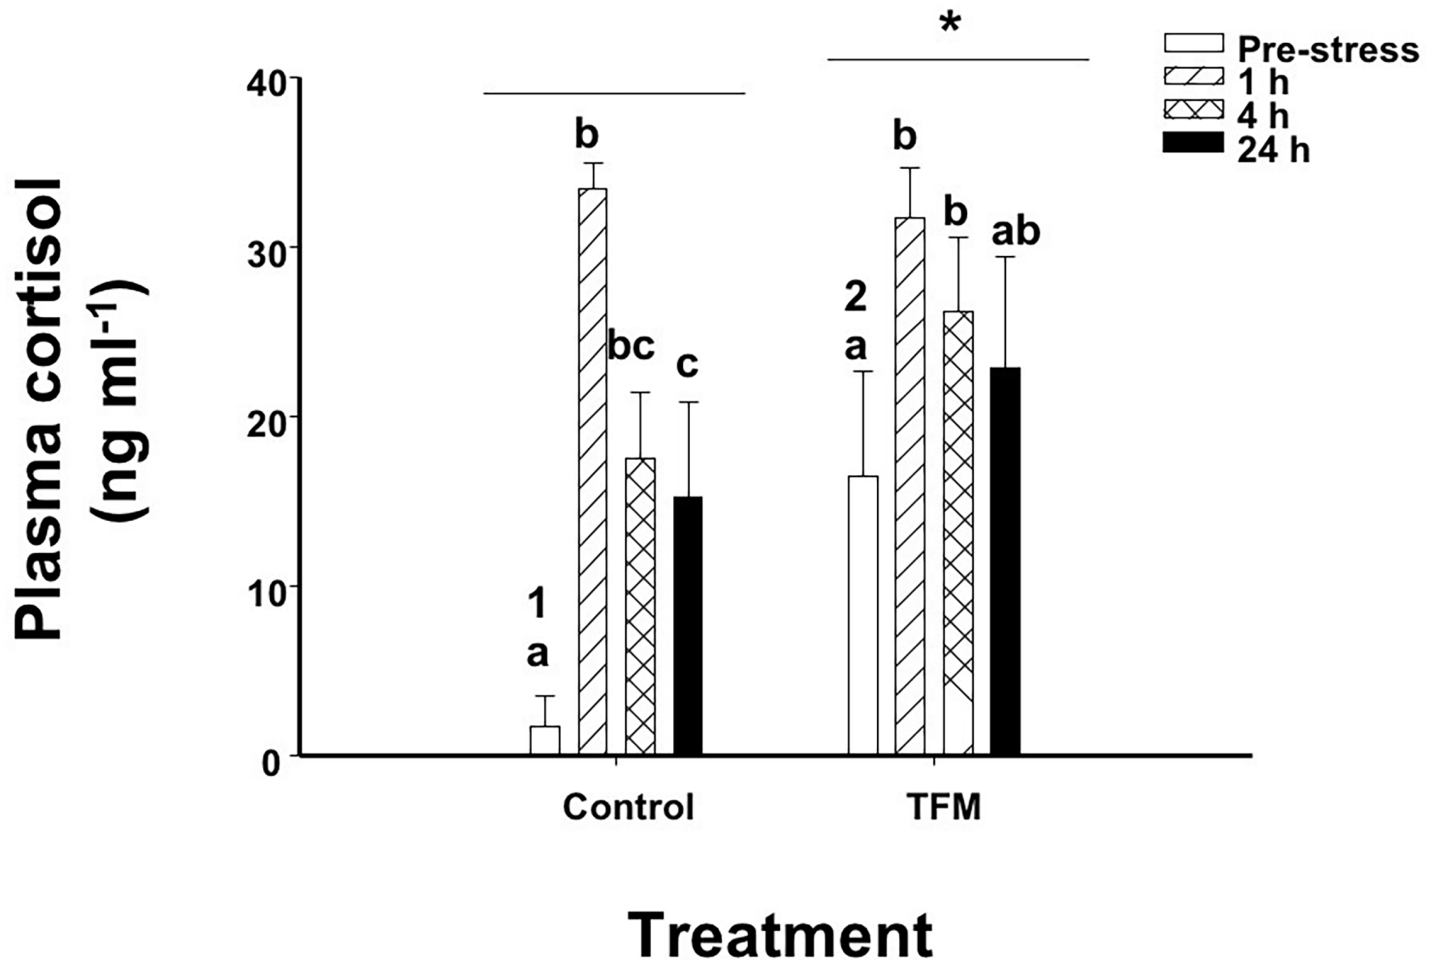 *
Pre-stress
1 h
4 h
24 h
40
30
20
10
0
Plasma cortisol
(ng ml-1)
1
a
b
bc
c
2
a
b
b
ab
Control
TFM
Treatment